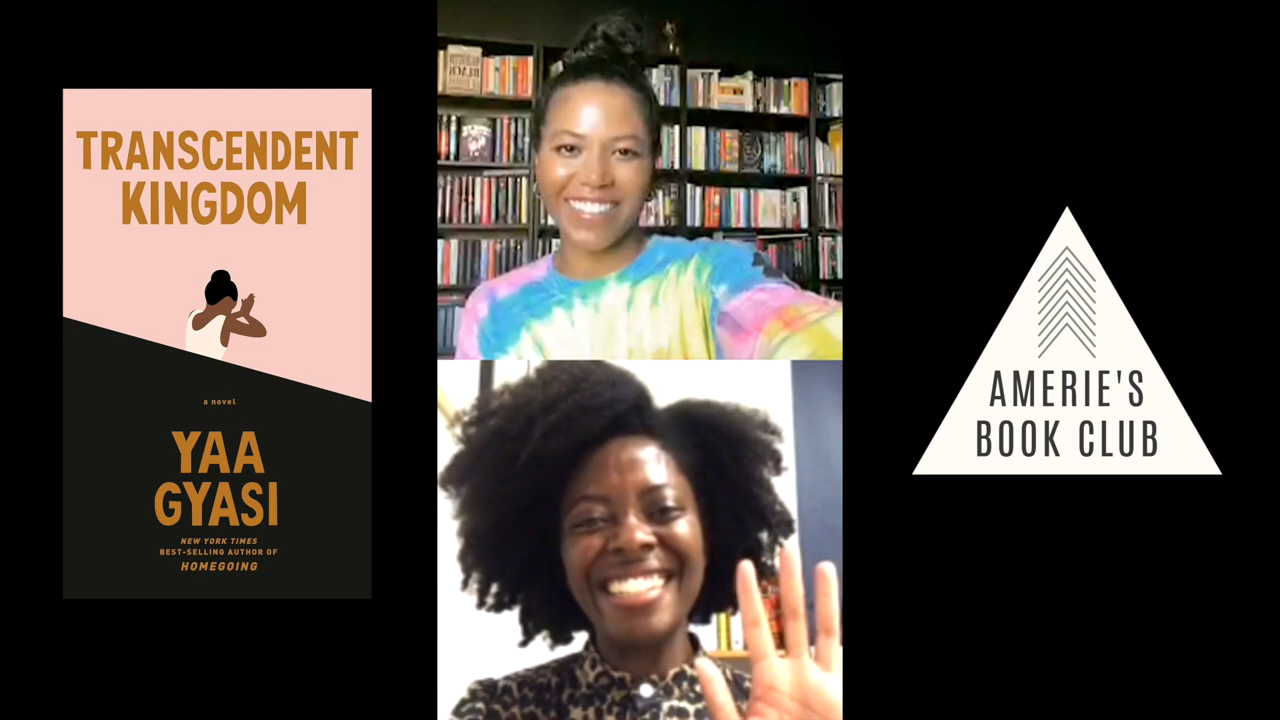 TRANSCENDENT
KINGDOM
a novel
YAA
GYASI
NEW YORK TIMES
BEST-SELLING AUTHOR OF
HOMEGOING
AMERIE'S
BOOK CLUB